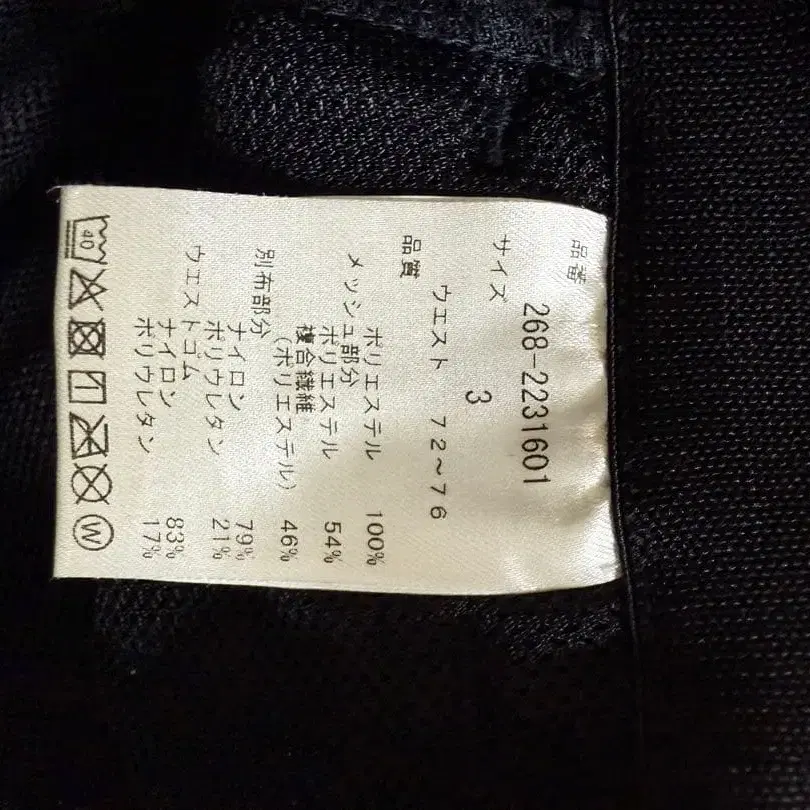 品番
268-2231601
サイズ
3
ウエスト 72～76
品質
ポリエステル 100%
メッシュ部分
ポリエステル 54%
複合繊維
(ポリエステル) 46%
別布部分
ナイロン 79%
ポリウレタン 21%
ウエストゴム
ナイロン 83%
ポリウレタン 17%
40
W